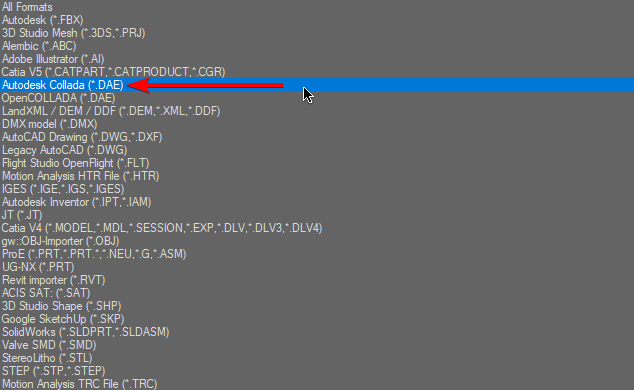 All Formats
Autodesk (*.FBX)
3D Studio Mesh (*.3DS,*.PRJ)
Alembic (*.ABC)
Adobe Illustrator (*.AI)
Catia V5 (*.CATPART,*.CATPRODUCT,*.CGR)
Autodesk Collada (*.DAE)
OpenCOLLADA (*.DAE)
LandXML / DEM / DDF (*.DEM,*.XML,*.DDF)
DMX model (*.DMX)
AutoCAD Drawing (*.DWG,*.DXF)
Legacy AutoCAD (*.DWG)
Flight Studio OpenFlight (*.FLT)
Motion Analysis HTR File (*.HTR)
IGES (*.IGE,*.IGS,*.IGES)
Autodesk Inventor (*.IPT,*.IAM)
JT (*.JT)
Catia V4 (*.MODEL,*.MDL,*.SESSION,*.EXP,*.DLV,*.DLV3,*.DLV4)
gw::OBJ-Importer (*.OBJ)
ProE (*.PRT,*.PRT.*,*.NEU,*.G,*.ASM)
UG-NX (*.PRT)
Revit importer (*.RVT)
ACIS SAT: (*.SAT)
3D Studio Shape (*.SHP)
Google SketchUp (*.SKP)
SolidWorks (*.SLDPRT,*.SLDASM)
Valve SMD (*.SMD)
StereoLitho (*.STL)
STEP (*.STP,*.STEP)
Motion Analysis TRC File (*.TRC)